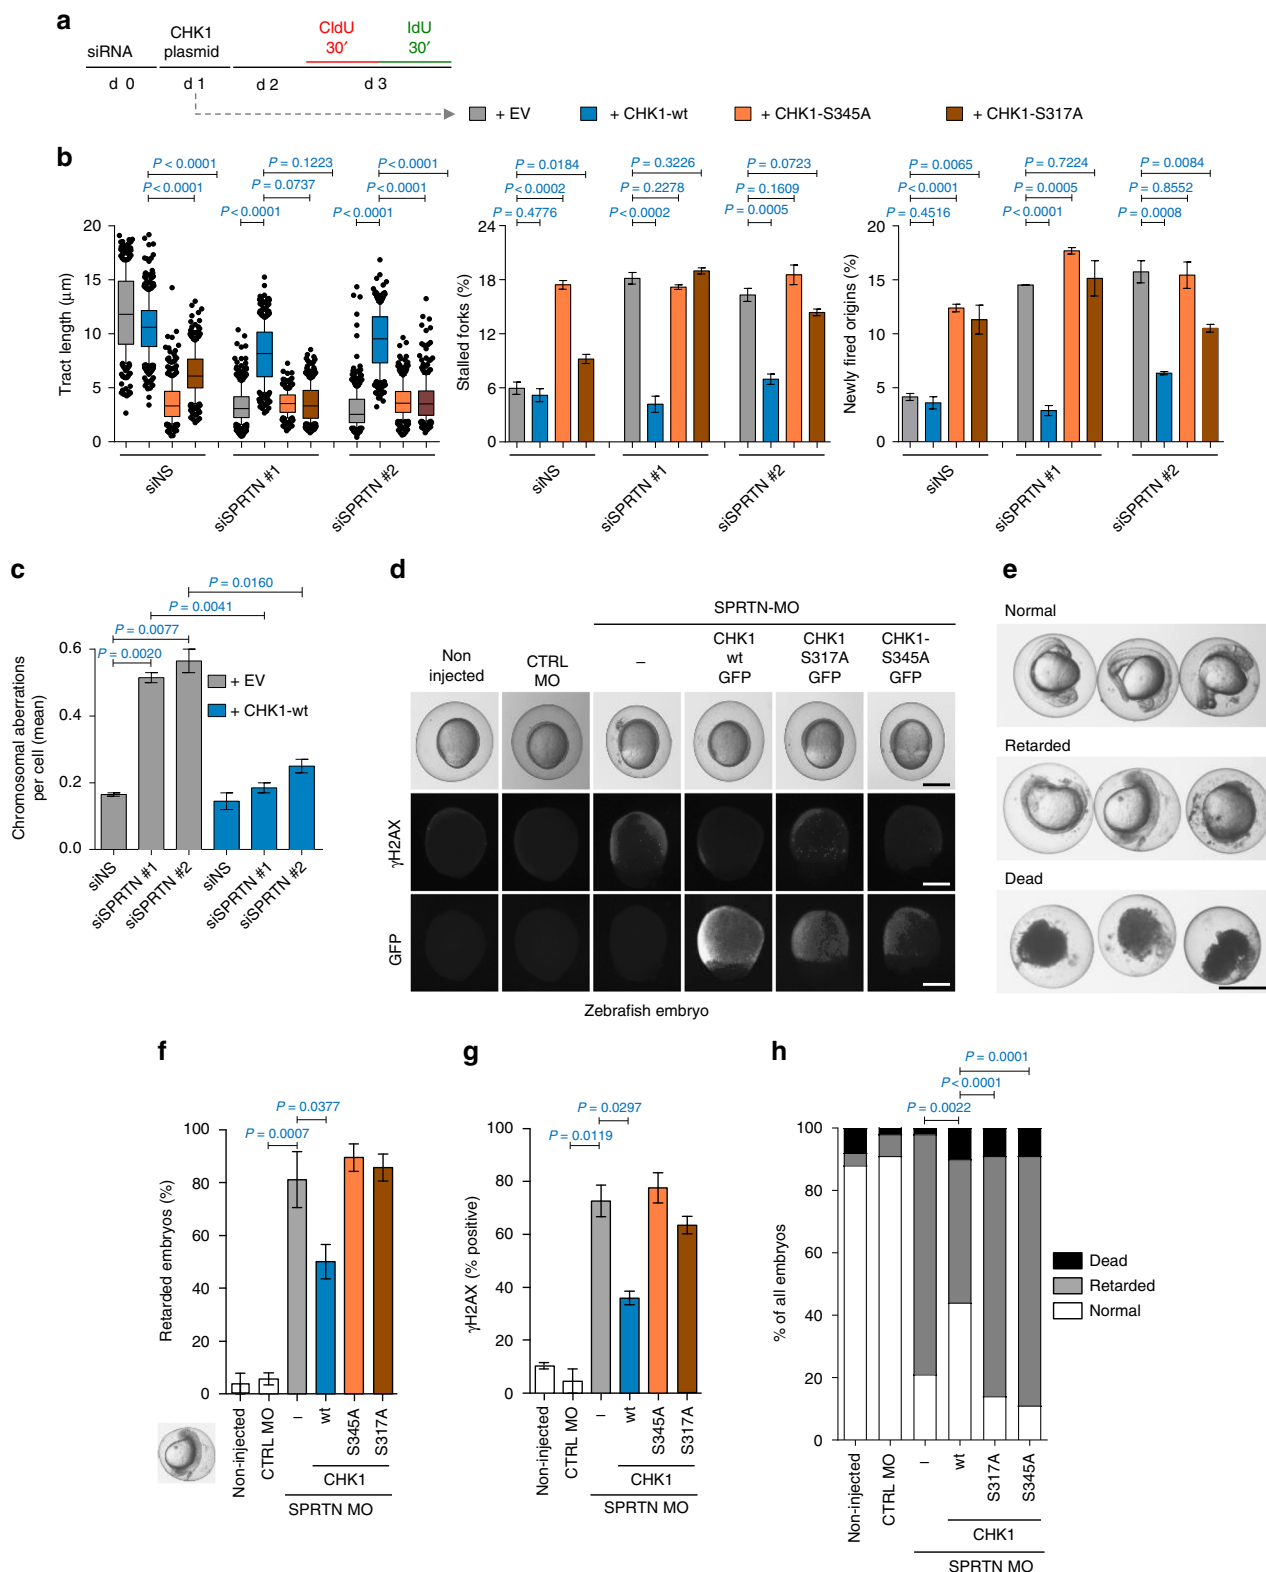 a
siRNA
CHK1
plasmid
CldU
30′
IdU
30′
d 0
d 1
d 2
d 3
+ EV
+ CHK1-wt
+ CHK1-S345A
+ CHK1-S317A
b
P < 0.0001
P < 0.0001
P = 0.1223
P = 0.0737
P < 0.0001
P < 0.0001
P < 0.0001
P < 0.0001
Tract length (μm)
20
15
10
5
0
siNS
siSPRTN #1
siSPRTN #2
P = 0.0184
P < 0.0002
P = 0.4776
P = 0.3226
P = 0.2278
P < 0.0002
P = 0.0723
P = 0.1609
P = 0.0005
Stalled forks (%)
24
18
12
6
0
siNS
siSPRTN #1
siSPRTN #2
P = 0.0065
P < 0.0001
P = 0.4516
P = 0.7224
P = 0.0005
P < 0.0001
P = 0.0084
P = 0.8552
P = 0.0008
Newly fired origins (%)
20
15
10
5
0
siNS
siSPRTN #1
siSPRTN #2
c
P = 0.0160
P = 0.0041
P = 0.0077
P = 0.0020
Chromosomal aberrations
per cell (mean)
0.6
0.4
0.2
0.0
+ EV
+ CHK1-wt
siNS
siSPRTN #1
siSPRTN #2
siNS
siSPRTN #1
siSPRTN #2
d
SPRTN-MO
Non
injected
CTRL
MO
–
CHK1
wt
GFP
CHK1
S317A
GFP
CHK1-
S345A
GFP
γH2AX
GFP
Zebrafish embryo
e
Normal
Retarded
Dead
f
P = 0.0377
P = 0.0007
Retarded embryos (%)
100
80
60
40
20
0
Non-injected
CTRL MO
–
wt
S345A
S317A
CHK1
SPRTN MO
g
P = 0.0297
P = 0.0119
γH2AX (% positive)
100
80
60
40
20
0
Non-injected
CTRL MO
–
wt
S345A
S317A
CHK1
SPRTN MO
h
P = 0.0001
P < 0.0001
P = 0.0022
% of all embryos
100
80
60
40
20
0
Dead
Retarded
Normal
Non-injected
CTRL MO
–
wt
S317A
S345A
CHK1
SPRTN MO